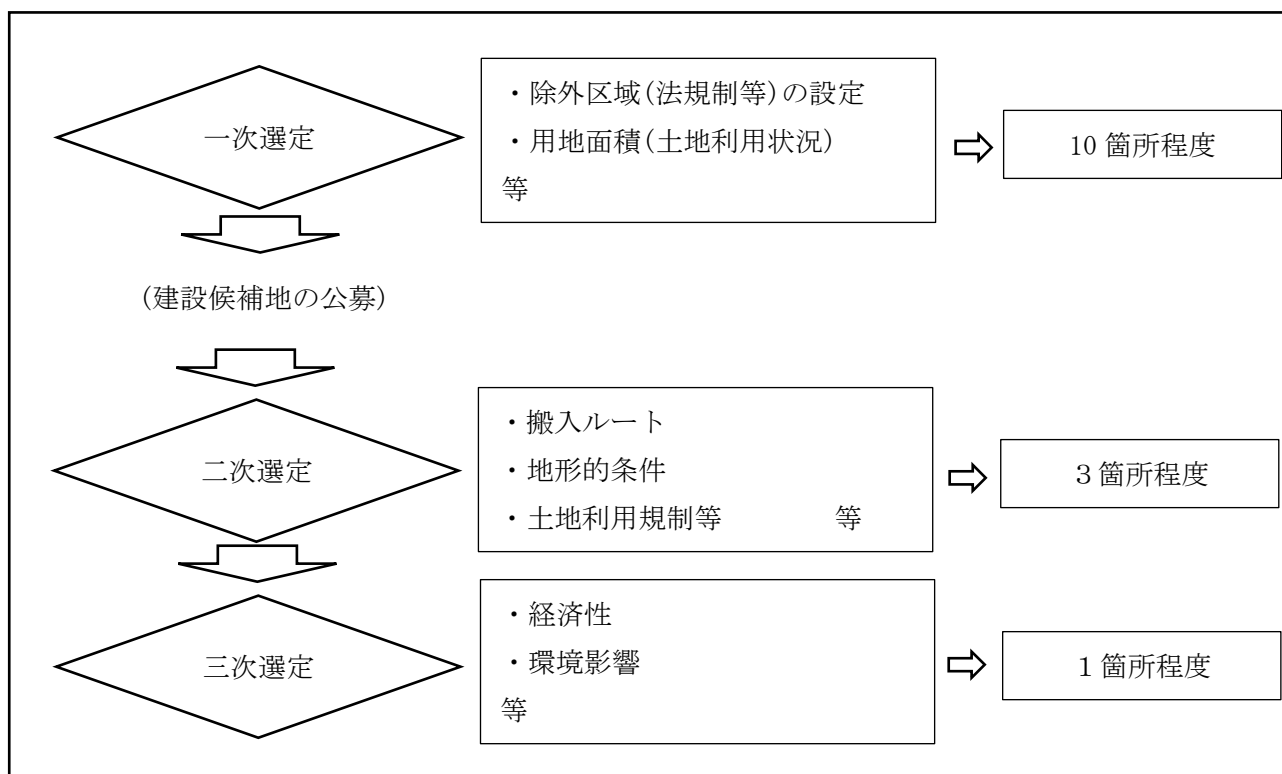 一次選定
・除外区域(法規制等)の設定
・用地面積(土地利用状況)
等
10 箇所程度
(建設候補地の公募)
二次選定
・搬入ルート
・地形的条件
・土地利用規制等　　　　等
3 箇所程度
三次選定
・経済性
・環境影響
等
1 箇所程度